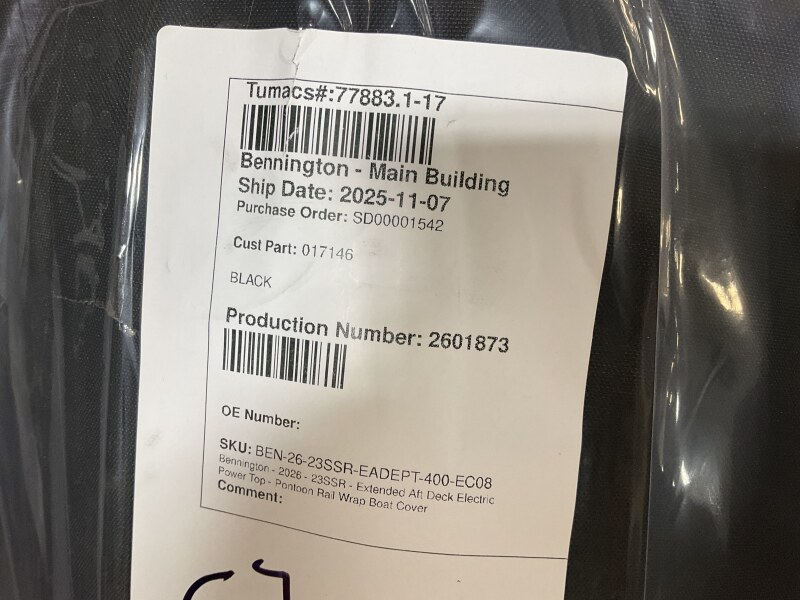 Tumacs#:77883.1-17
Bennington - Main Building
Ship Date: 2025-11-07
Purchase Order: SD00001542
Cust Part: 017146
BLACK
Production Number: 2601873
OE Number:
SKU: BEN-26-23SSR-EADEPT-400-EC08
Bennington - 2026 - 23SSR - Extended Aft Deck Electric
Power Top - Pontoon Rail Wrap Boat Cover
Comment: